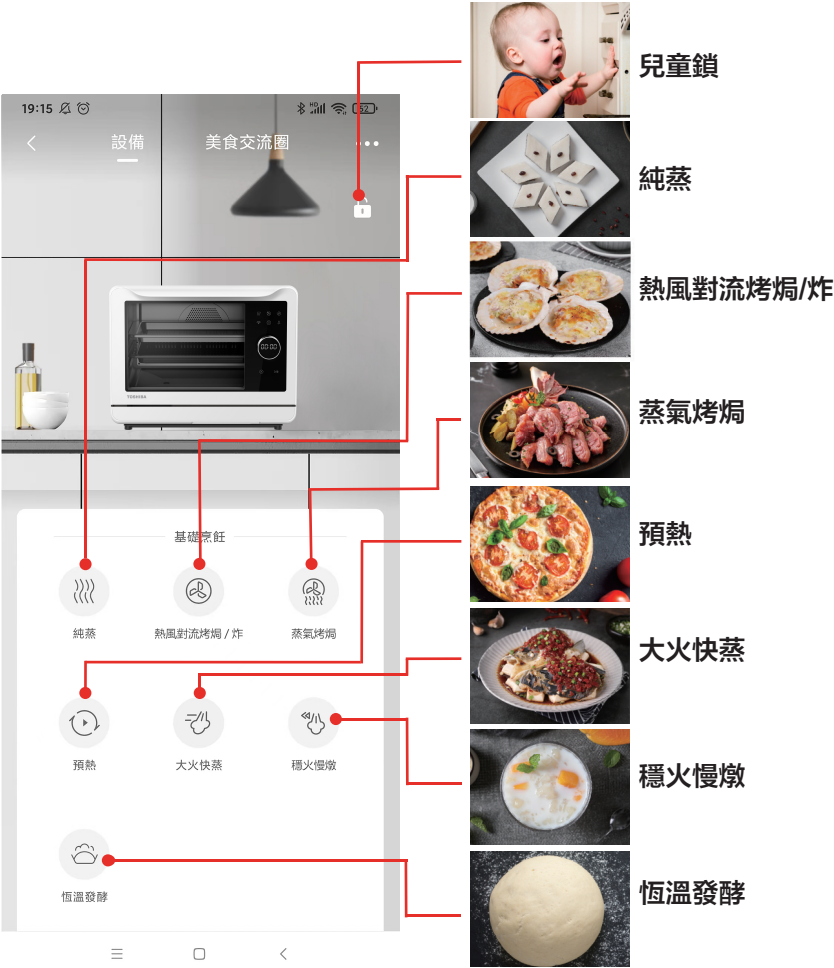 兒童鎖
19:15
HD
52
設備
美食交流圈
純蒸
熱風對流烤焗/炸
00:00
TOSHIBA
蒸氣烤焗
基礎烹飪
預熱
純蒸
熱風對流烤焗 / 炸
蒸氣烤焗
大火快蒸
預熱
大火快蒸
穩火慢燉
穩火慢燉
恆溫發酵
恆溫發酵